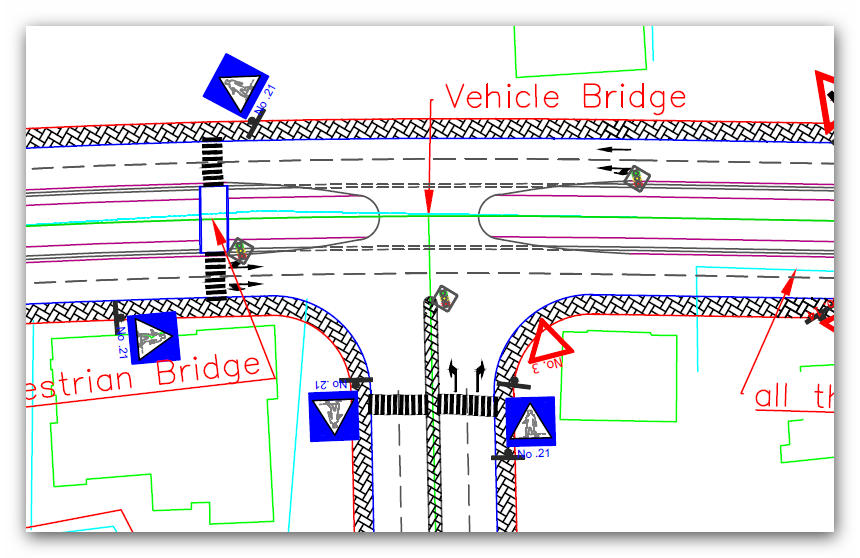 No .21
Vehicle Bridge
No .21
estrian Bridge
No .21
No .3
all th
No .21